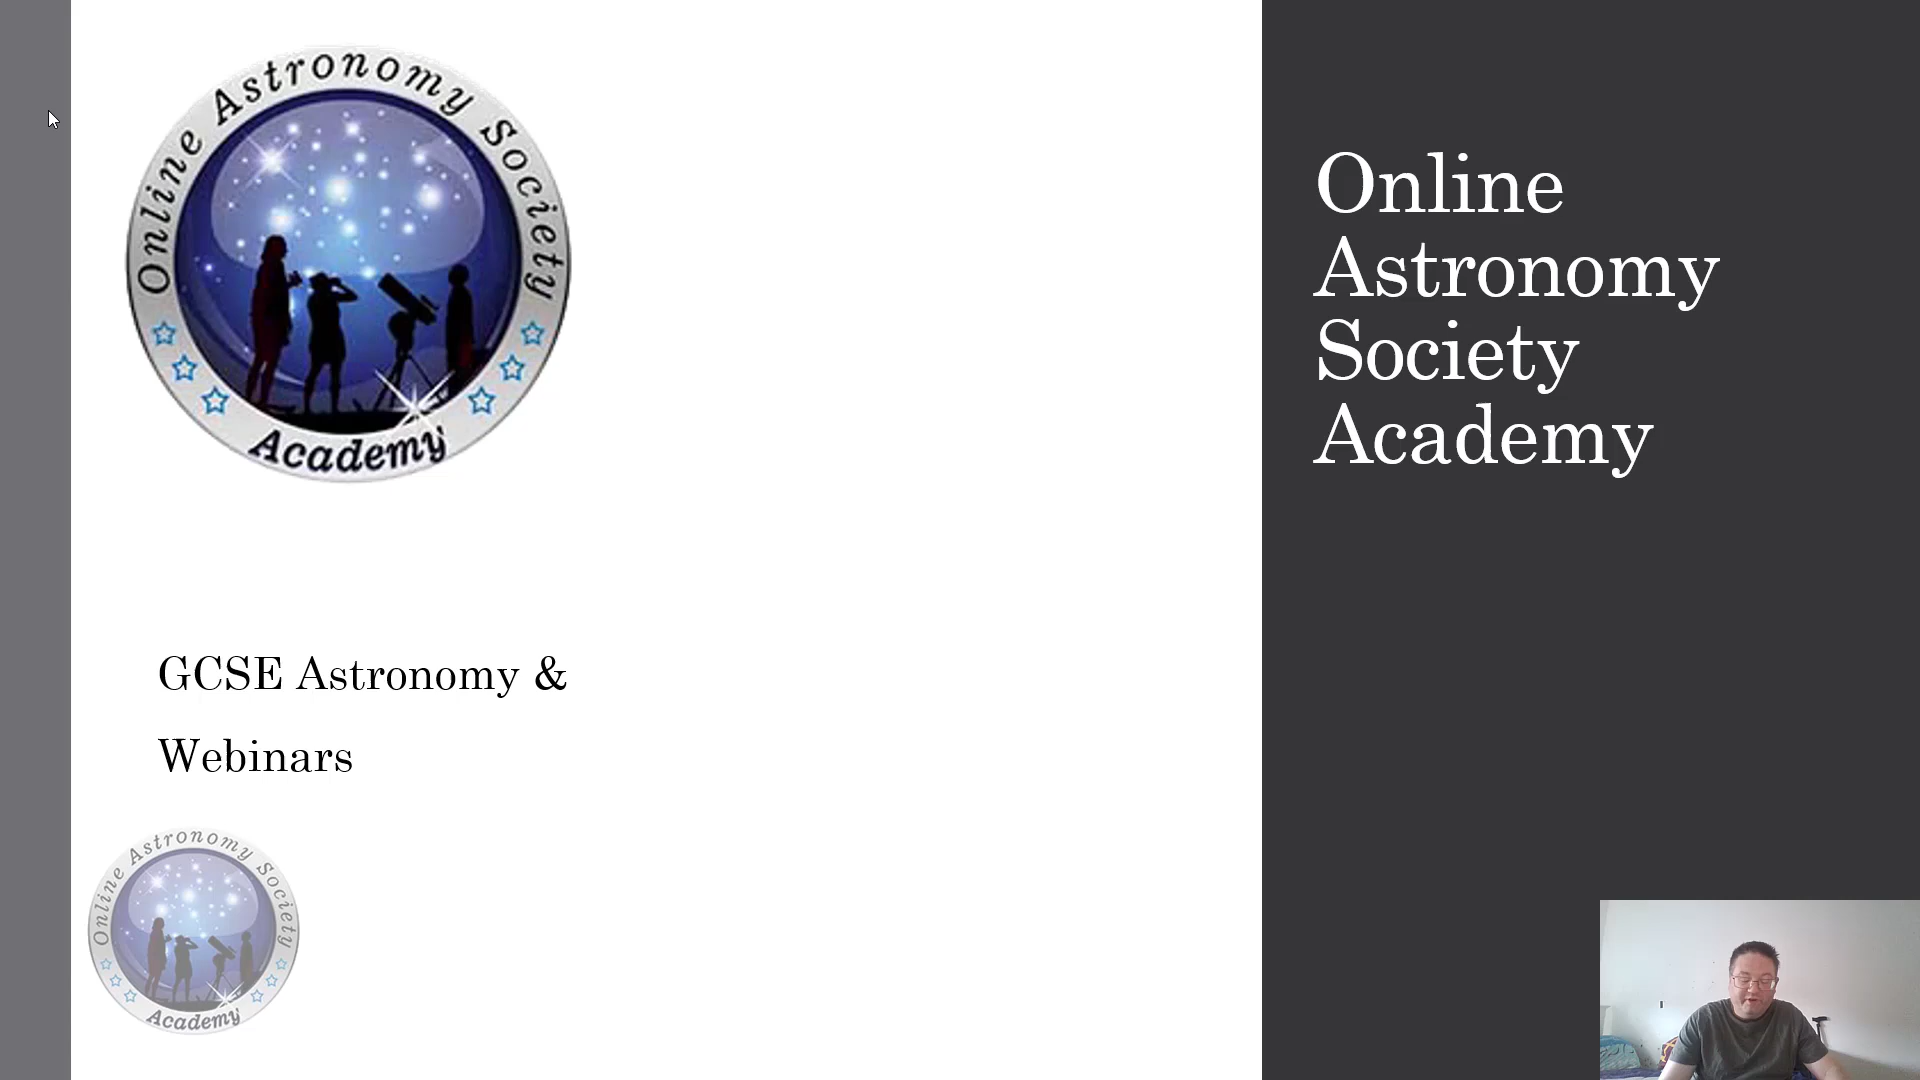 Online Astronomy Society
Academy
GCSE Astronomy &
Webinars
Online Astronomy Society
Academy
Online
Astronomy
Society
Academy